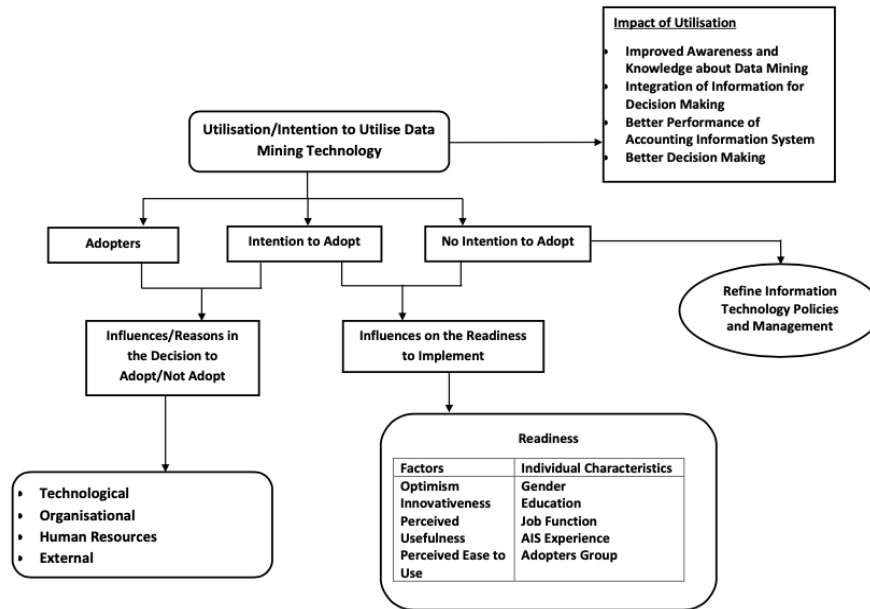 Impact of Utilisation
• Improved Awareness and
Knowledge about Data Mining
• Integration of Information for
Decision Making
• Better Performance of
Accounting Information System
• Better Decision Making
Utilisation/Intention to Utilise Data
Mining Technology
Adopters
Intention to Adopt
No Intention to Adopt
Refine Information
Technology Policies
and Management
Influences/Reasons in
the Decision to
Adopt/Not Adopt
Influences on the Readiness
to Implement
• Technological
• Organisational
• Human Resources
• External
Readiness
Factors
Optimism
Innovativeness
Perceived
Usefulness
Perceived Ease to
Use
Individual Characteristics
Gender
Education
Job Function
AIS Experience
Adopters Group